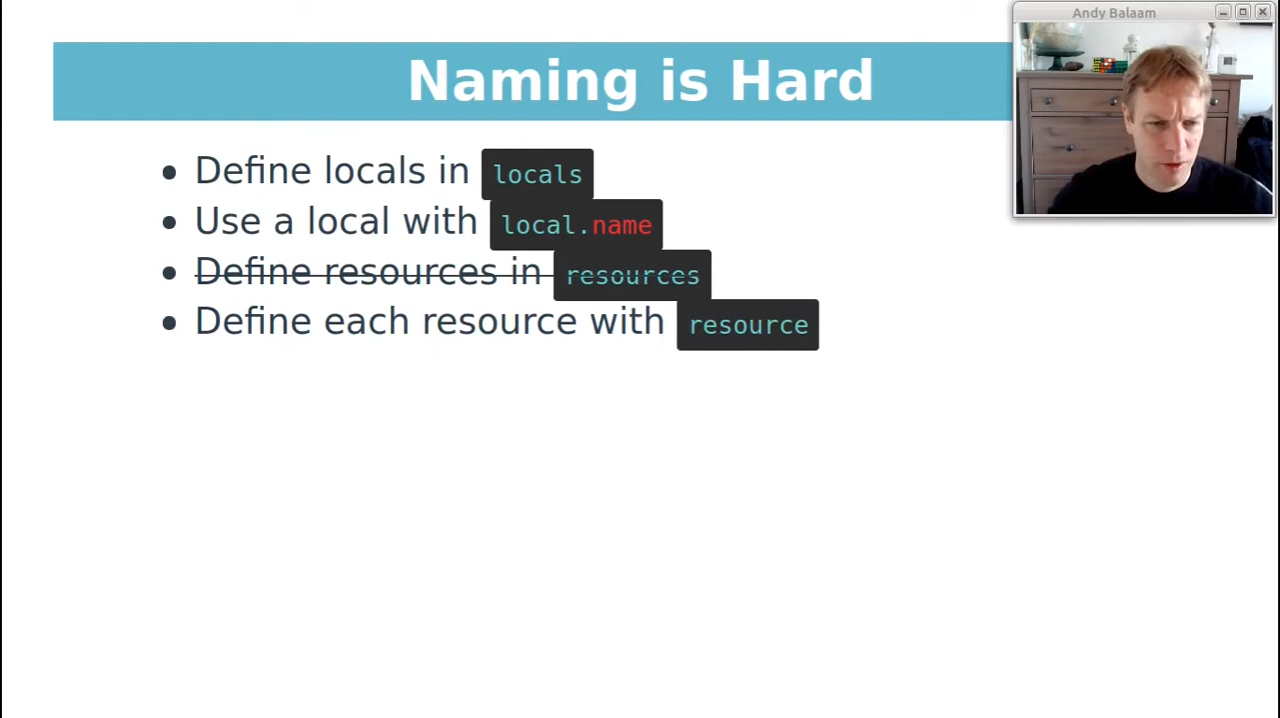 Andy Balaam
Naming is Hard
Define locals in locals
Use a local with local.name
Define resources in resources
Define each resource with resource